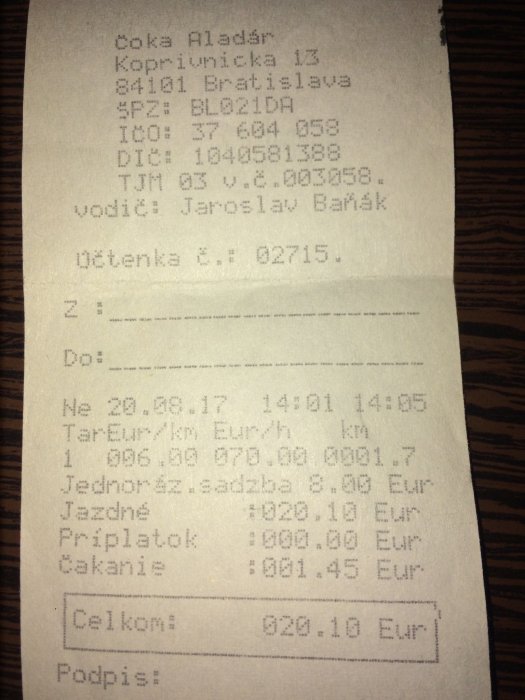 Čoka Aladár
Koprivnicka 13
84101 Bratislava
ŠPZ: BL021DA
IČO: 37 604 058
DIČ: 1040581388
TJM 03 v.č.003058.
vodič: Jaroslav Baňák
Účtenka č.: 02715.
Z :
Do:
Ne 20.08.17 14:01 14:05
TarEur/km Eur/h km
1 006.00 070.00 0001.7
Jednoráz.sadzba 8.00 Eur
Jazdné :020.10 Eur
Príplatok :000.00 Eur
Čakanie :001.45 Eur
Celkom: 020.10 Eur
Podpis: